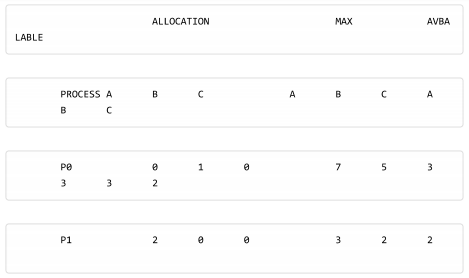 ALLOCATION MAX AVBA
LABLE
PROCESS A B C A B C A
B C
P0 0 1 0 7 5 3
3 3 2
P1 2 0 0 3 2 2